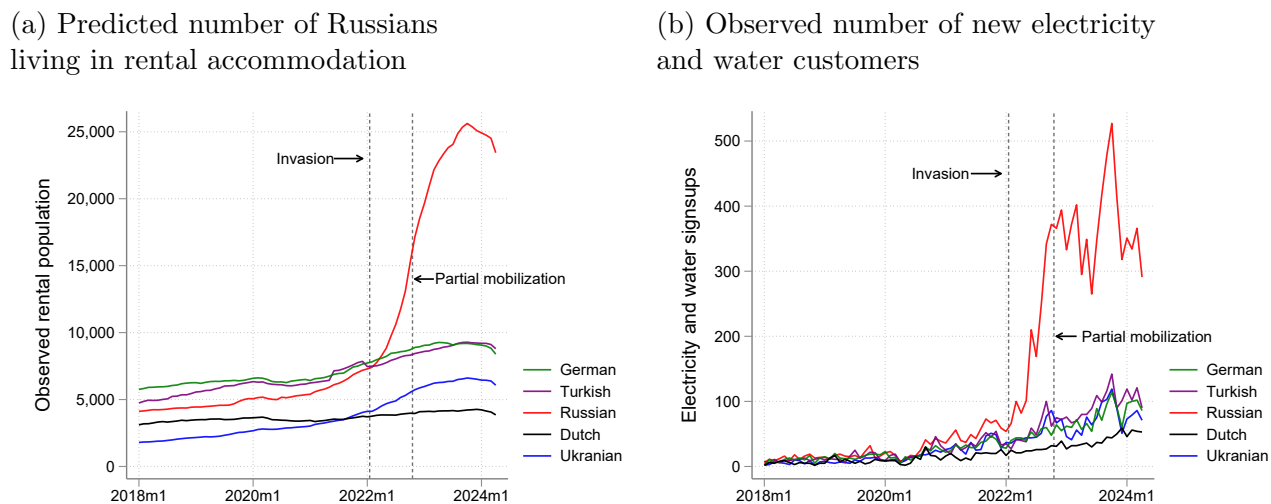 (a) Predicted number of Russians
living in rental accommodation
Observed rental population
25,000
20,000
15,000
10,000
5,000
0
2018m1
2020m1
2022m1
2024m1
Invasion
Partial mobilization
German
Turkish
Russian
Dutch
Ukranian
(b) Observed number of new electricity
and water customers
Electricity and water signsups
500
400
300
200
100
0
2018m1
2020m1
2022m1
2024m1
Invasion
Partial mobilization
German
Turkish
Russian
Dutch
Ukranian